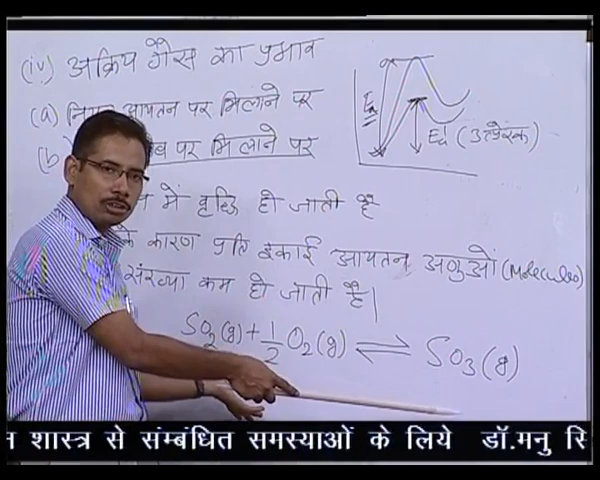 (iv) अक्रिय गैस का प्रभाव
(a) नियत आयतन पर मिलाने पर
(b) पर मिलाने पर
Ea
Ea' (उत्प्रेरक)
में वृद्धि हो जाती है
के कारण प्रति इकाई आयतन अणुओं (Molecules)
संख्या कम हो जाती है।
SO2(g) + 1/2 O2(g) ⇌ SO3(g)
शास्त्र से संम्बंधित समस्याओं के लिये डॉ.मनु